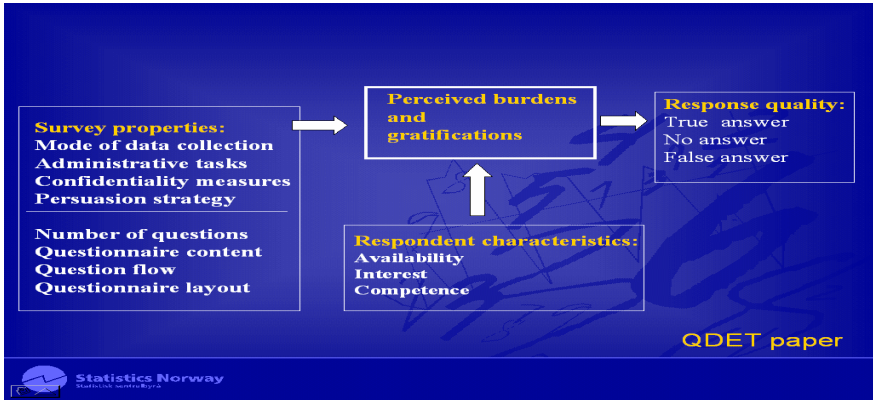 Survey properties:
Mode of data collection
Administrative tasks
Confidentiality measures
Persuasion strategy
Number of questions
Questionnaire content
Question flow
Questionnaire layout
Perceived burdens
and
gratifications
Respondent characteristics:
Availability
Interest
Competence
Response quality:
True answer
No answer
False answer
QDET paper
Statistics Norway
Statistisk sentralbyrå